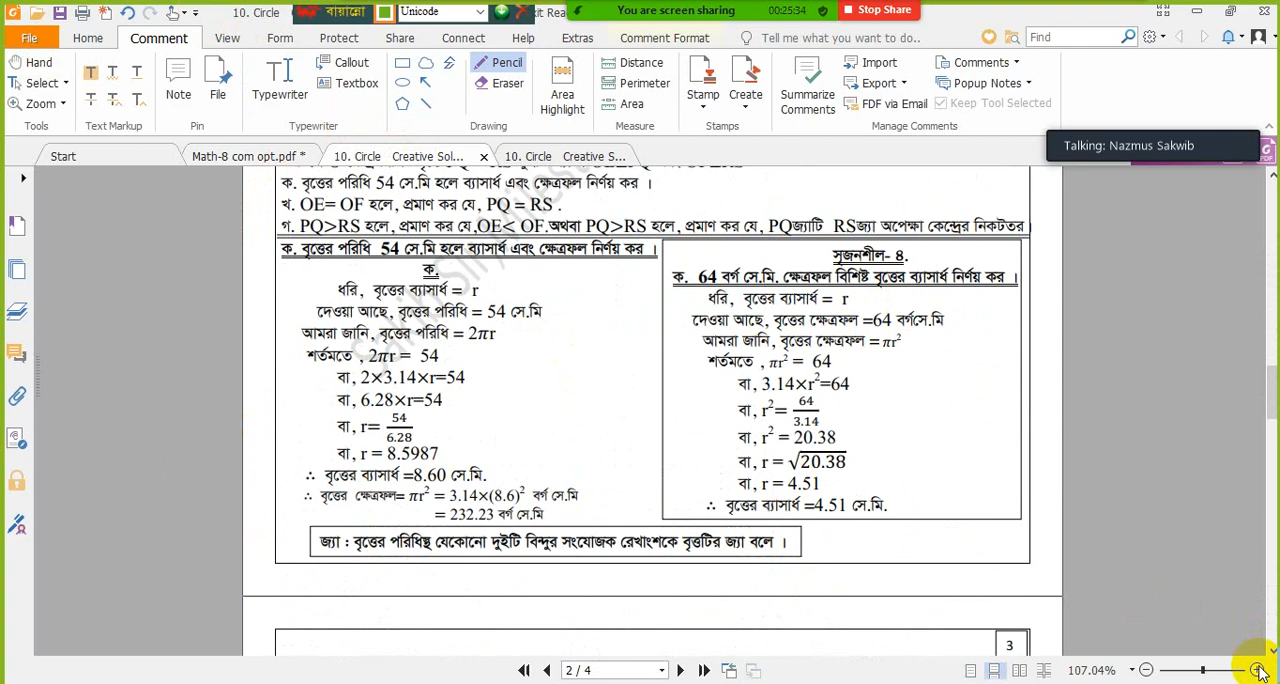 10. Circle
বায়ান্নো
Unicode
You are screen sharing
00:25:34
Stop Share
File Home Comment View Form Protect Share Connect Help Extras Comment Format Tell me what you want to do.. Find
Hand Select Zoom Tools
Text Markup
Note File Pin
Typewriter Callout Textbox Typewriter
Pencil Eraser Drawing
Area Highlight
Distance Perimeter Area Measure
Stamp Create Stamps
Summarize Comments Import Export FDF via Email Comments Popup Notes Keep Tool Selected Manage Comments
Start Math-8 com opt.pdf * 10. Circle Creative Sol... 10. Circle Creative S...
Talking: Nazmus Sakwib
ক. বৃত্তের পরিধি 54 সে.মি হলে ব্যাসার্ধ এবং ক্ষেত্রফল নির্ণয় কর ।
খ. OE= OF হলে, প্রমাণ কর যে, PQ = RS .
গ. PQ>RS হলে, প্রমাণ কর যে,OE< OF.অথবা PQ>RS হলে, প্রমাণ কর যে, PQজ্যাটি RSজ্যা অপেক্ষা কেন্দ্রের নিকটতর।
ক. বৃত্তের পরিধি 54 সে.মি হলে ব্যাসার্ধ এবং ক্ষেত্রফল নির্ণয় কর ।
ক.
ধরি, বৃত্তের ব্যাসার্ধ = r
দেওয়া আছে, বৃত্তের পরিধি = 54 সে.মি
আমরা জানি, বৃত্তের পরিধি = 2πr
শর্তমতে , 2πr = 54
বা, 2×3.14×r=54
বা, 6.28×r=54
বা, r= 54/6.28
বা, r = 8.5987
∴ বৃত্তের ব্যাসার্ধ =8.60 সে.মি.
∴ বৃত্তের ক্ষেত্রফল= πr² = 3.14×(8.6)² বর্গ সে.মি
= 232.23 বর্গ সে.মি
সৃজনশীল- 4.
ক. 64 বর্গ সে.মি. ক্ষেত্রফল বিশিষ্ট বৃত্তের ব্যাসার্ধ নির্ণয় কর ।
ধরি, বৃত্তের ব্যাসার্ধ = r
দেওয়া আছে, বৃত্তের ক্ষেত্রফল =64 বর্গসে.মি
আমরা জানি, বৃত্তের ক্ষেত্রফল = πr²
শর্তমতে , πr² = 64
বা, 3.14×r²=64
বা, r²= 64/3.14
বা, r² = 20.38
বা, r = √20.38
বা, r = 4.51
∴ বৃত্তের ব্যাসার্ধ =4.51 সে.মি.
জ্যা : বৃত্তের পরিধিস্থ যেকোনো দুইটি বিন্দুর সংযোজক রেখাংশকে বৃত্তটির জ্যা বলে ।
3
2 / 4
107.04%